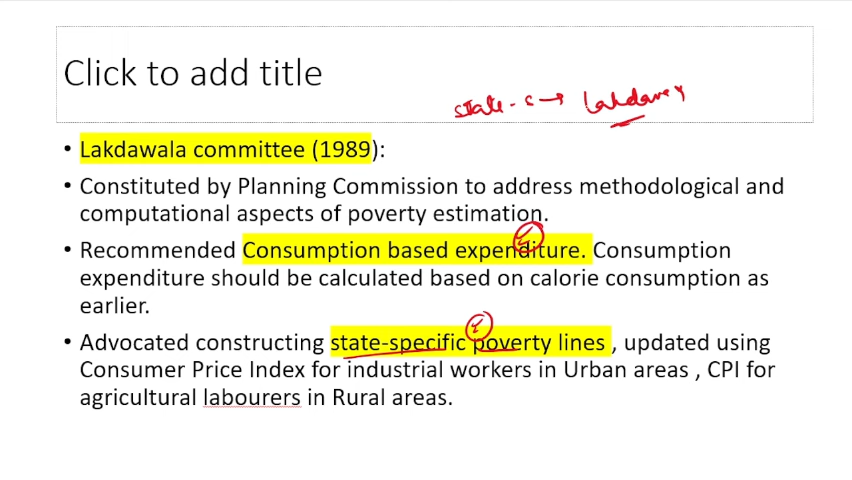 Click to add title
state-s → Lakdawala
• Lakdawala committee (1989):
• Constituted by Planning Commission to address methodological and
computational aspects of poverty estimation.
• Recommended Consumption based expenditure. Consumption
expenditure should be calculated based on calorie consumption as
earlier.
• Advocated constructing state-specific poverty lines , updated using
Consumer Price Index for industrial workers in Urban areas , CPI for
agricultural labourers in Rural areas.